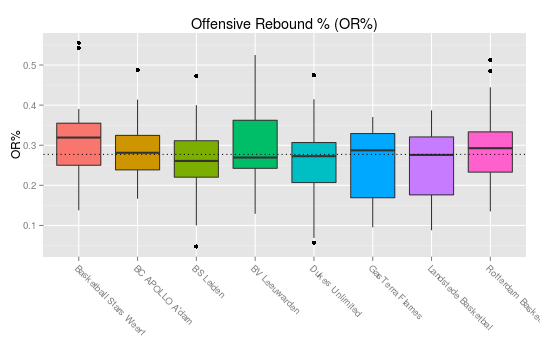 Offensive Rebound % (OR%)
OR%
0.5
0.4
0.3
0.2
0.1
Basketball Stars Weert
BC APOLLO A'dam
BS Leiden
BV Leeuwarden
Dukes Unlimited
GasTerra Flames
Landstede Basketbal
Rotterdam Baske